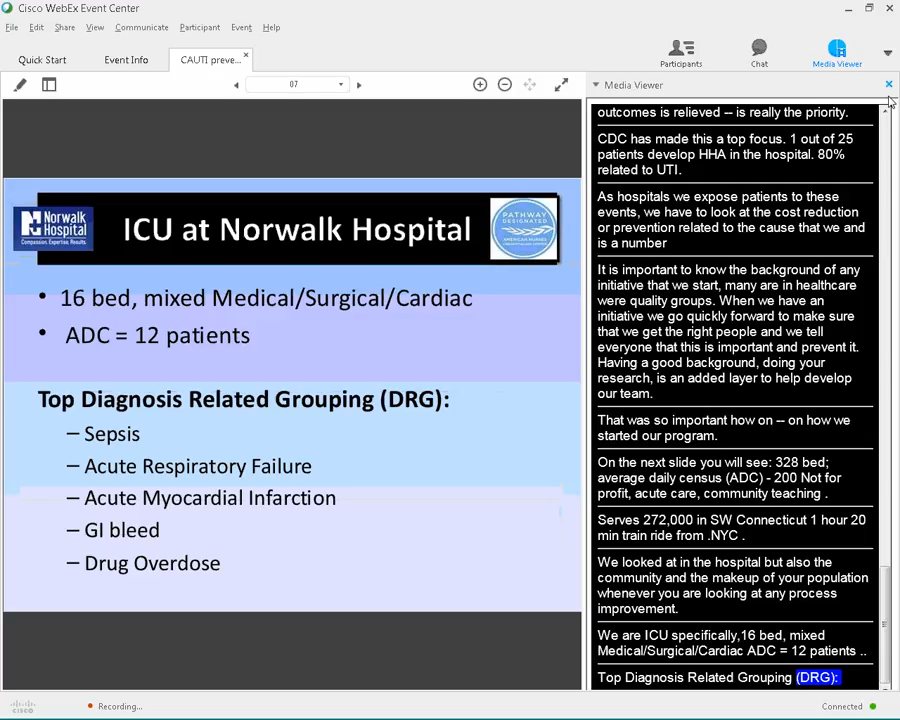 Cisco WebEx Event Center
File Edit Share View Communicate Participant Event Help
Quick Start Event Info CAUTI preve...
Participants Chat Media Viewer
07
Media Viewer
Norwalk
Hospital
Compassion. Expertise. Results.
ICU at Norwalk Hospital
PATHWAY
DESIGNATED
• 16 bed, mixed Medical/Surgical/Cardiac
• ADC = 12 patients
Top Diagnosis Related Grouping (DRG):
– Sepsis
– Acute Respiratory Failure
– Acute Myocardial Infarction
– GI bleed
– Drug Overdose
outcomes is relieved -- is really the priority.
CDC has made this a top focus. 1 out of 25
patients develop HHA in the hospital. 80%
related to UTI.
As hospitals we expose patients to these
events, we have to look at the cost reduction
or prevention related to the cause that we and
is a number
It is important to know the background of any
initiative that we start, many are in healthcare
were quality groups. When we have an
initiative we go quickly forward to make sure
that we get the right people and we tell
everyone that this is important and prevent it.
Having a good background, doing your
research, is an added layer to help develop
our team.
That was so important how on -- on how we
started our program.
On the next slide you will see: 328 bed;
average daily census (ADC) - 200 Not for
profit, acute care, community teaching .
Serves 272,000 in SW Connecticut 1 hour 20
min train ride from .NYC .
We looked at in the hospital but also the
community and the makeup of your population
whenever you are looking at any process
improvement.
We are ICU specifically,16 bed, mixed
Medical/Surgical/Cardiac ADC = 12 patients ..
Top Diagnosis Related Grouping (DRG):
cisco
Recording...
Connected